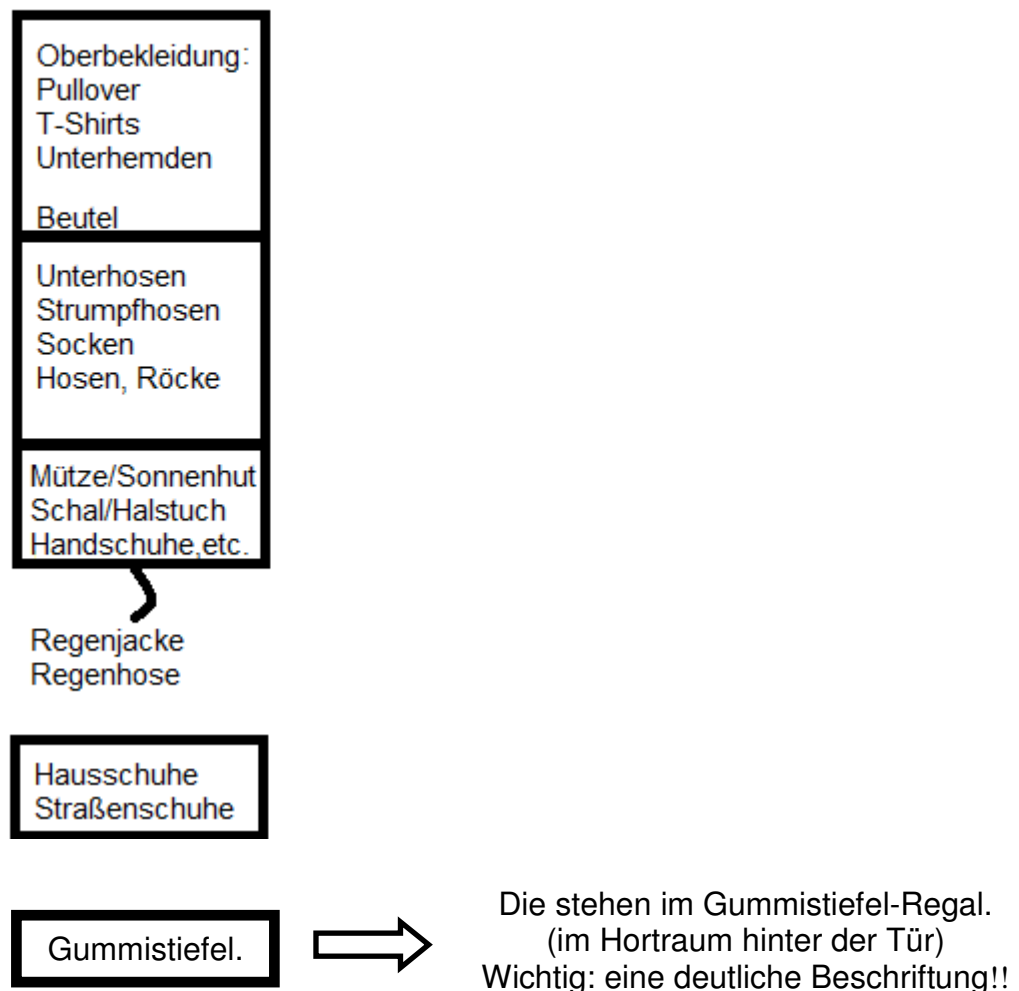 Oberbekleidung:
Pullover
T-Shirts
Unterhemden
Beutel
Unterhosen
Strumpfhosen
Socken
Hosen, Röcke
Mütze/Sonnenhut
Schal/Halstuch
Handschuhe,etc.
Regenjacke
Regenhose
Hausschuhe
Straßenschuhe
Gummistiefel.
Die stehen im Gummistiefel-Regal.
(im Hortraum hinter der Tür)
Wichtig: eine deutliche Beschriftung!!